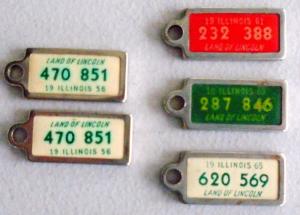 LAND OF LINCOLN
470 851
19 ILLINOIS 56
LAND OF LINCOLN
470 851
19 ILLINOIS 56
19 ILLINOIS 61
232 388
LAND OF LINCOLN
ILLINOIS
287 846
LAND OF LINCOLN
19 ILLINOIS 65
620 569
LAND OF LINCOLN